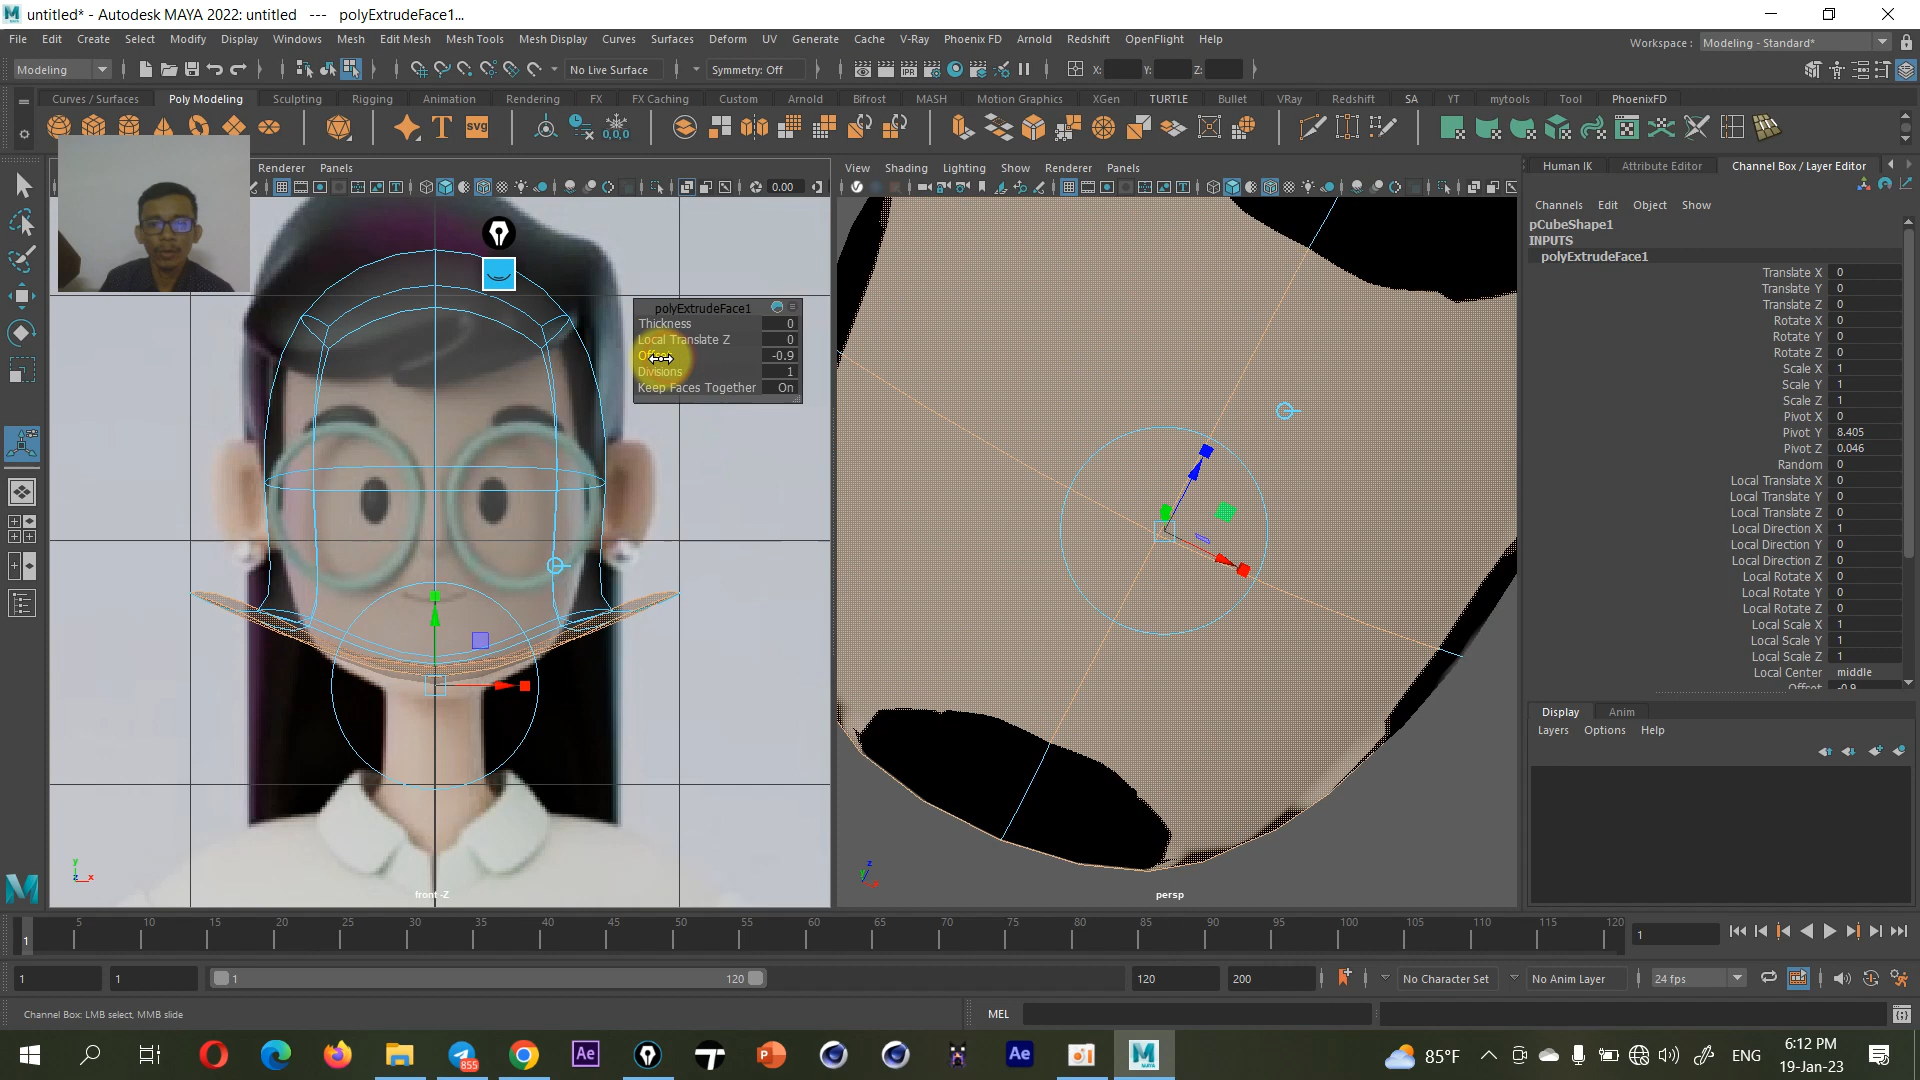 untitled* - Autodesk MAYA 2022: untitled --- polyExtrudeFace1...
File Edit Create Select Modify Display Windows Mesh Edit Mesh Mesh Tools Mesh Display Curves Surfaces Deform UV Generate Cache V-Ray Phoenix FD Arnold Redshift OpenFlight Help
Workspace : Modeling - Standard*
Modeling No Live Surface Symmetry: Off X: Y: Z:
Curves / Surfaces Poly Modeling Sculpting Rigging Animation Rendering FX FX Caching Custom Arnold Bifrost MASH Motion Graphics XGen TURTLE Bullet VRay Redshift SA YT mytools Tool PhoenixFD
Renderer Panels
View Shading Lighting Show Renderer Panels
Human IK Attribute Editor Channel Box / Layer Editor
0.00
Channels Edit Object Show
pCubeShape1
INPUTS
polyExtrudeFace1
Translate X 0
Translate Y 0
Translate Z 0
Rotate X 0
Rotate Y 0
Rotate Z 0
Scale X 1
Scale Y 1
Scale Z 1
Pivot X 0
Pivot Y 8.405
Pivot Z 0.046
Random 0
Local Translate X 0
Local Translate Y 0
Local Translate Z 0
Local Direction X 1
Local Direction Y 0
Local Direction Z 0
Local Rotate X 0
Local Rotate Y 0
Local Rotate Z 0
Local Scale X 1
Local Scale Y 1
Local Scale Z 1
Local Center middle
Offset -0.9
polyExtrudeFace1
Thickness 0
Local Translate Z 0
Offset -0.9
Divisions 1
Keep Faces Together On
front -Z
persp
y
z x
z
y
x
Display Anim
Layers Options Help
1 5 10 15 20 25 30 35 40 45 50 55 60 65 70 75 80 85 90 95 100 105 110 115 120
1
1 1 1 120 120 200 No Character Set No Anim Layer 24 fps
Channel Box: LMB select, MMB slide
MEL
855 Ae Ae 85°F ENG
6:12 PM
19-Jan-23